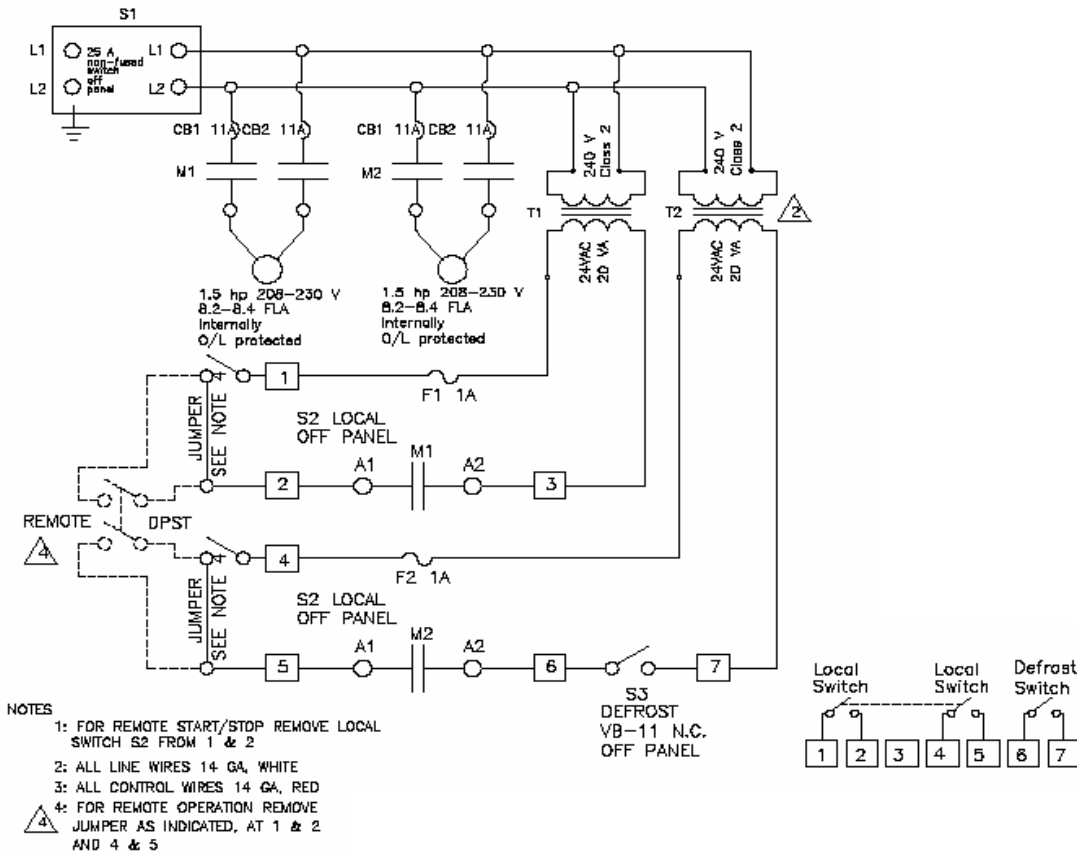 S1
L1
25 A
non-fused
switch
off
panel
L1
L2
L2
CB1 11A CB2 11A
CB1 11A CB2 11A
M1
M2
240 V
Class 2
240 V
Class 2
T1
T2
2
24VAC
20 VA
24VAC
20 VA
1.5 hp 208-230 V
8.2-8.4 FLA
Internally
O/L protected
1.5 hp 208-230 V
8.2-8.4 FLA
Internally
O/L protected
1
F1 1A
JUMPER
SEE NOTE 4
S2 LOCAL
OFF PANEL
A1
M1
A2
2
3
REMOTE
DPST
4
4
F2 1A
JUMPER
SEE NOTE 4
S2 LOCAL
OFF PANEL
A1
M2
A2
5
6
7
S3
DEFROST
VB-11 N.C.
OFF PANEL
Local
Switch
Local
Switch
Defrost
Switch
1 2 3 4 5 6 7
NOTES
1: FOR REMOTE START/STOP REMOVE LOCAL
SWITCH S2 FROM 1 & 2
2: ALL LINE WIRES 14 GA, WHITE
3: ALL CONTROL WIRES 14 GA, RED
4
4: FOR REMOTE OPERATION REMOVE
JUMPER AS INDICATED, AT 1 & 2
AND 4 & 5